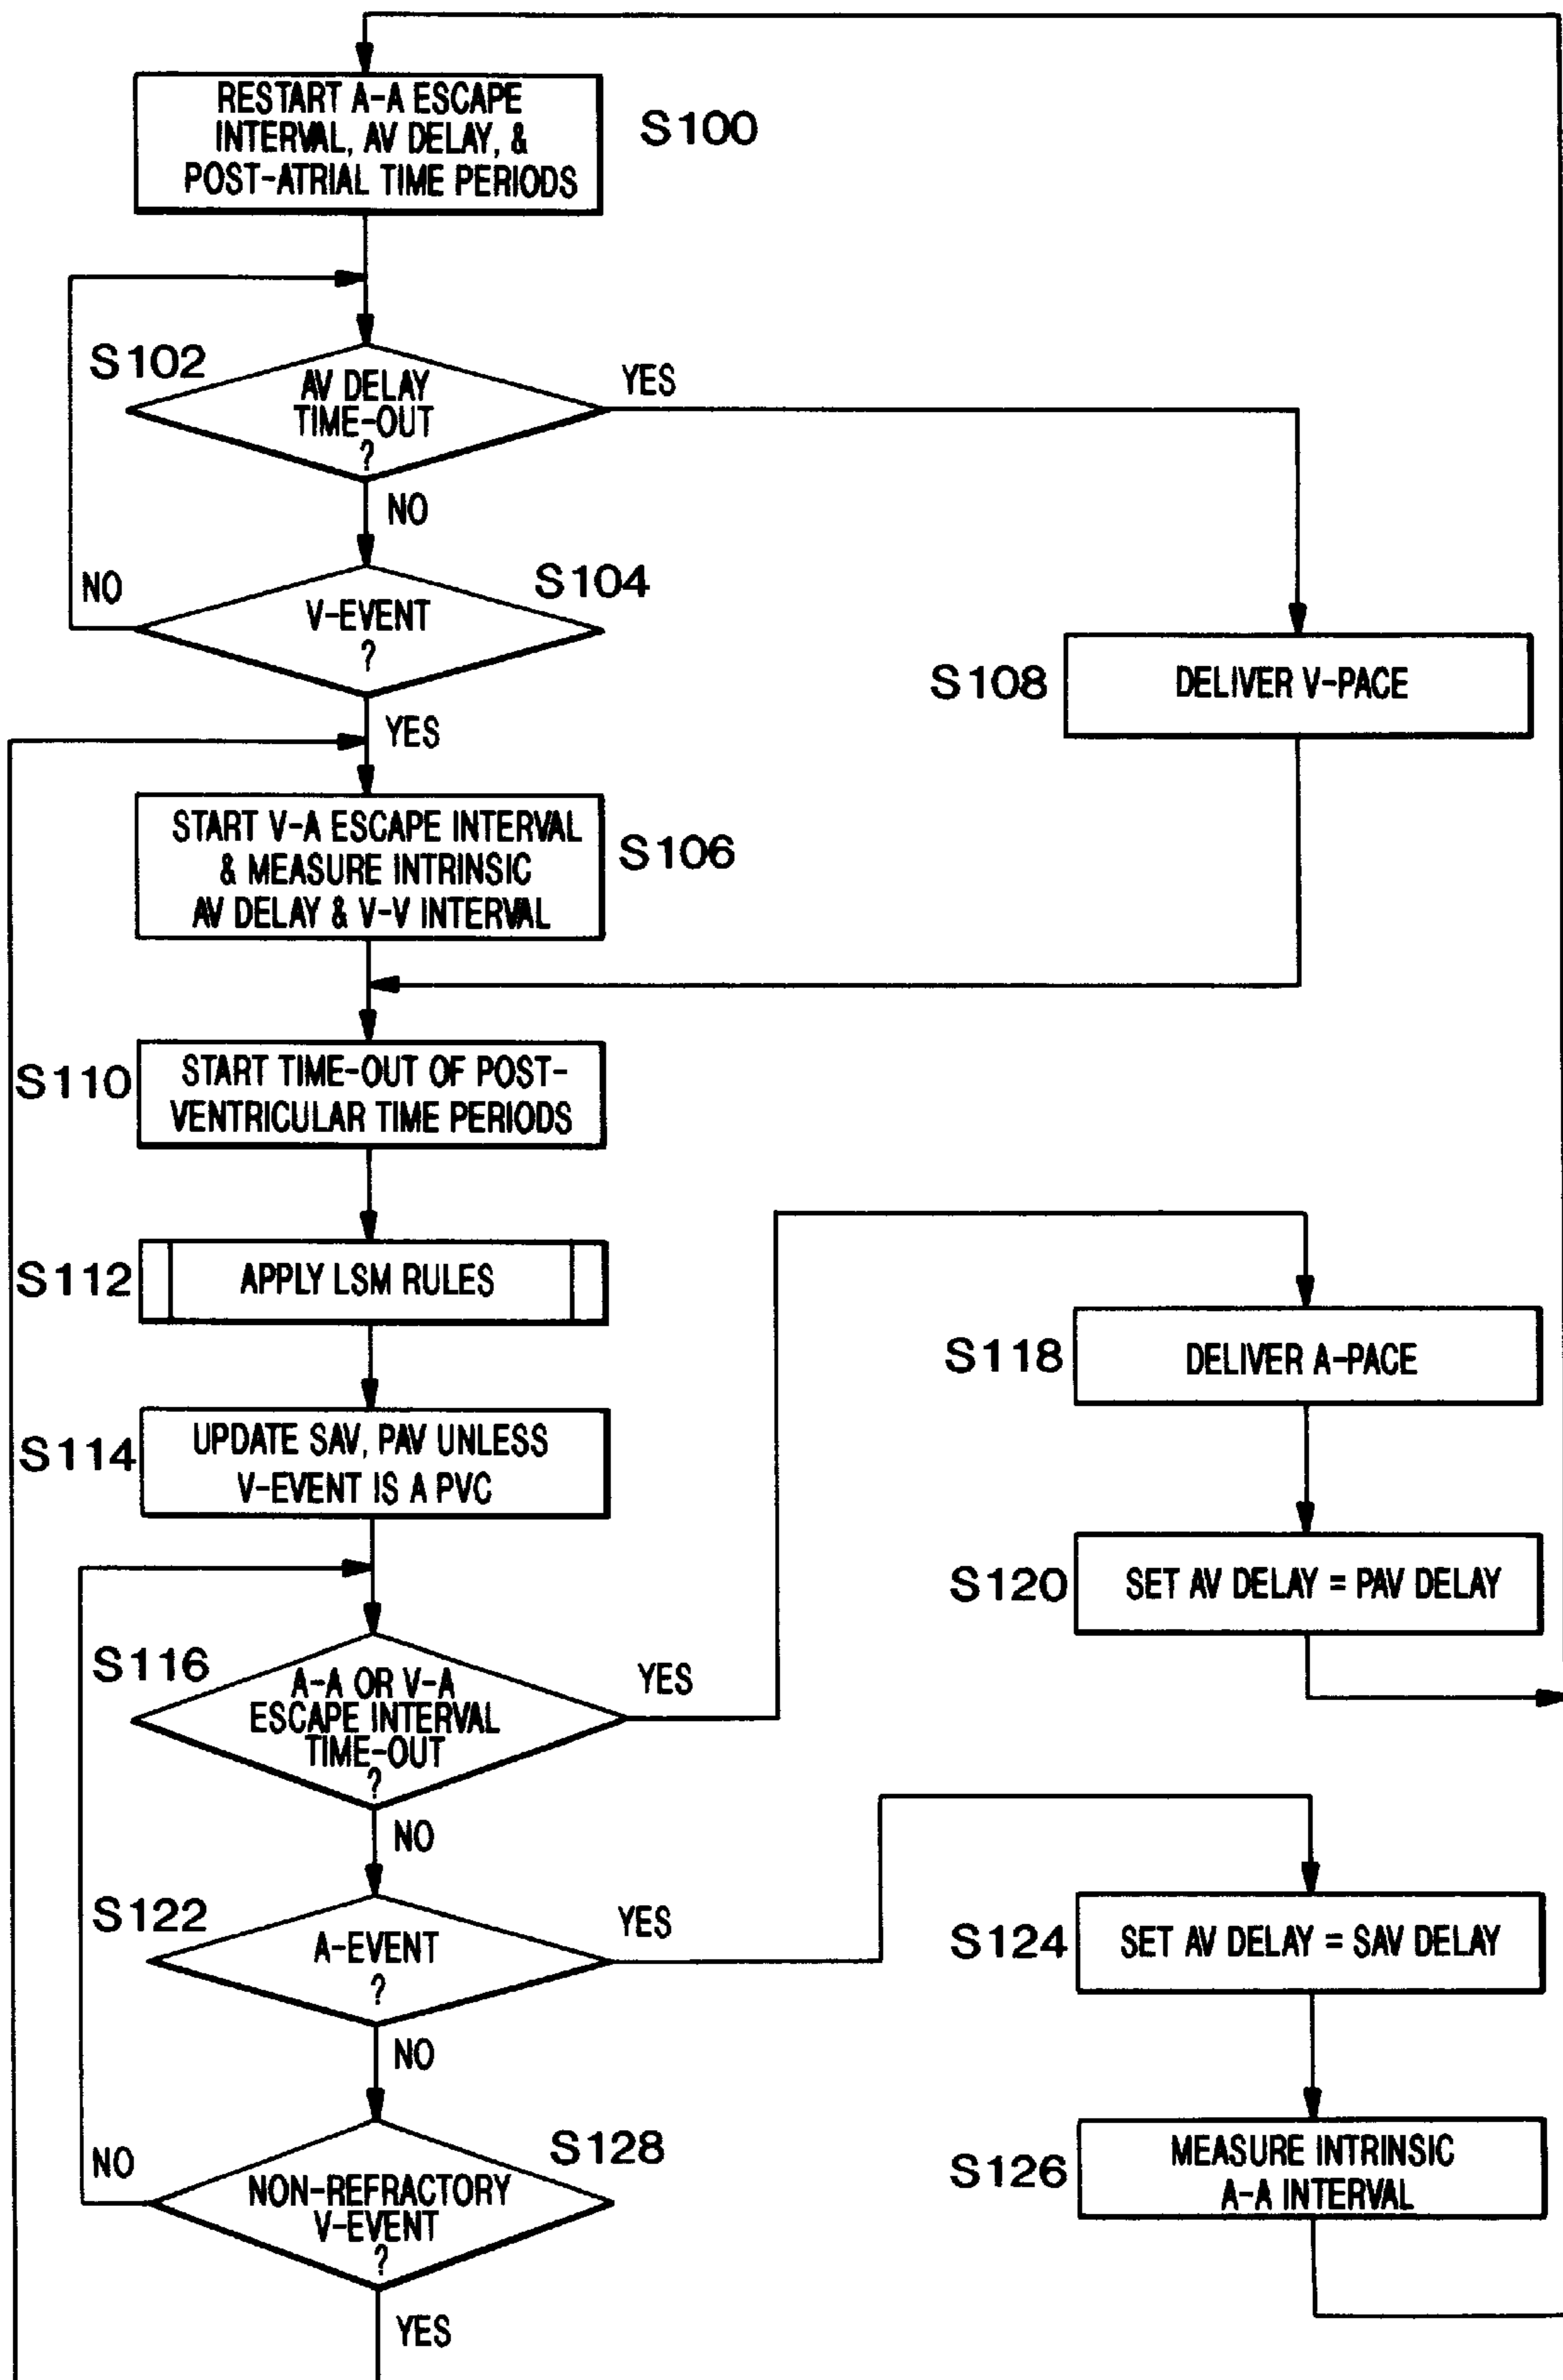 RESTART A-A ESCAPE
INTERVAL, AV DELAY, &
POST-ATRIAL TIME PERIODS
S100
S102
AV DELAY
TIME-OUT
?
YES
NO
S104
V-EVENT
?
NO
YES
S108
DELIVER V-PACE
START V-A ESCAPE INTERVAL
& MEASURE INTRINSIC
AV DELAY & V-V INTERVAL
S106
S110
START TIME-OUT OF POST-
VENTRICULAR TIME PERIODS
S112
APPLY LSM RULES
S114
UPDATE SAV, PAV UNLESS
V-EVENT IS A PVC
S116
A-A OR V-A
ESCAPE INTERVAL
TIME-OUT
?
YES
NO
S118
DELIVER A-PACE
S120
SET AV DELAY = PAV DELAY
S122
A-EVENT
?
YES
NO
S124
SET AV DELAY = SAV DELAY
S126
MEASURE INTRINSIC
A-A INTERVAL
S128
NON-REFRACTORY
V-EVENT
?
NO
YES